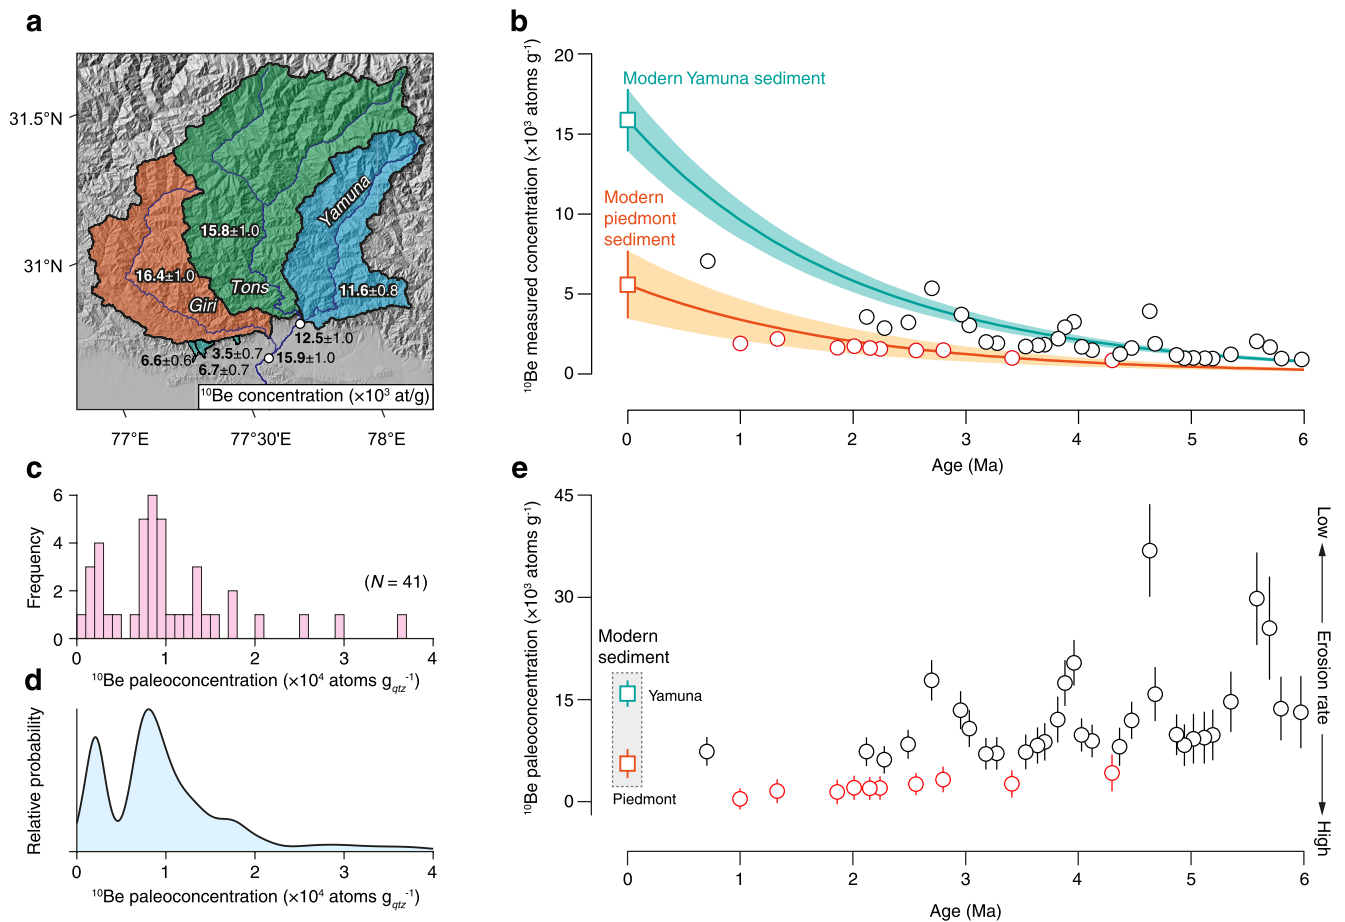 a
31.5°N
31°N
Yamuna
15.8±1.0
16.4±1.0
Tons
Giri
11.6±0.8
12.5±1.0
3.5±0.7
6.6±0.6
15.9±1.0
6.7±0.7
¹⁰Be concentration (×10³ at/g)
77°E
77°30'E
78°E
b
¹⁰Be measured concentration (×10³ atoms g⁻¹)
20
15
10
5
0
Modern Yamuna sediment
Modern
piedmont
sediment
0
1
2
3
4
5
6
Age (Ma)
c
Frequency
6
4
2
0
(N = 41)
0
1
2
3
4
¹⁰Be paleoconcentration (×10⁴ atoms g_qtz⁻¹)
d
Relative probability
0
1
2
3
4
¹⁰Be paleoconcentration (×10⁴ atoms g_qtz⁻¹)
e
¹⁰Be paleoconcentration (×10³ atoms g⁻¹)
45
30
15
0
Modern
sediment
Yamuna
Piedmont
Low
Erosion rate
High
0
1
2
3
4
5
6
Age (Ma)